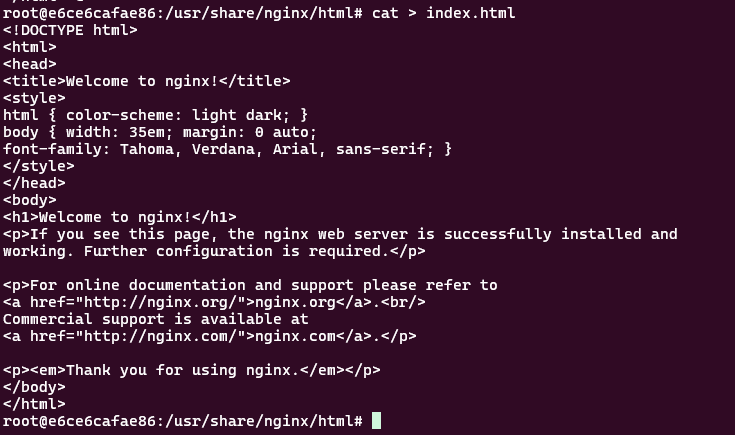 root@e6ce6cafae86:/usr/share/nginx/html# cat > index.html
<!DOCTYPE html>
<html>
<head>
<title>Welcome to nginx!</title>
<style>
html { color-scheme: light dark; }
body { width: 35em; margin: 0 auto;
font-family: Tahoma, Verdana, Arial, sans-serif; }
</style>
</head>
<body>
<h1>Welcome to nginx!</h1>
<p>If you see this page, the nginx web server is successfully installed and
working. Further configuration is required.</p>

<p>For online documentation and support please refer to
<a href="http://nginx.org/">nginx.org</a>.<br/>
Commercial support is available at
<a href="http://nginx.com/">nginx.com</a>.</p>

<p><em>Thank you for using nginx.</em></p>
</body>
</html>
root@e6ce6cafae86:/usr/share/nginx/html#